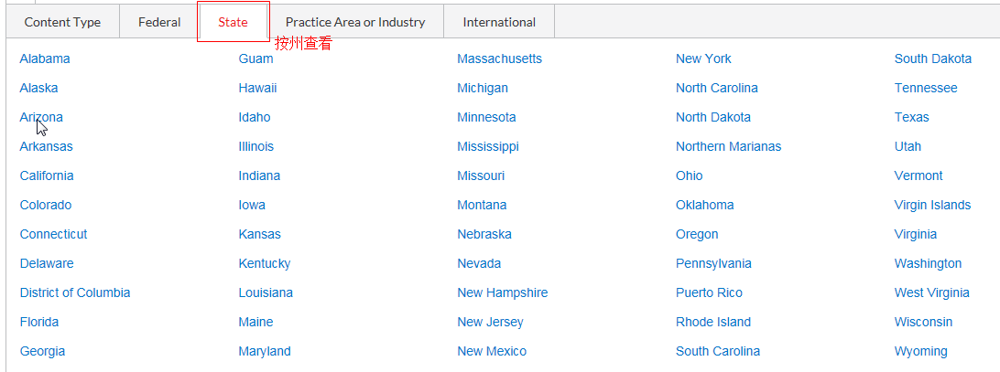 Content Type Federal State Practice Area or Industry International
按州查看
Alabama Guam Massachusetts New York South Dakota
Alaska Hawaii Michigan North Carolina Tennessee
Arizona Idaho Minnesota North Dakota Texas
Arkansas Illinois Mississippi Northern Marianas Utah
California Indiana Missouri Ohio Vermont
Colorado Iowa Montana Oklahoma Virgin Islands
Connecticut Kansas Nebraska Oregon Virginia
Delaware Kentucky Nevada Pennsylvania Washington
District of Columbia Louisiana New Hampshire Puerto Rico West Virginia
Florida Maine New Jersey Rhode Island Wisconsin
Georgia Maryland New Mexico South Carolina Wyoming